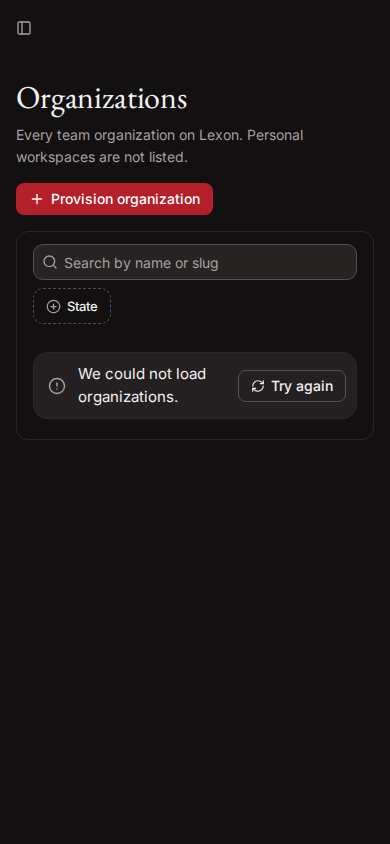 Organizations
Every team organization on Lexon. Personal
workspaces are not listed.
Provision organization
Search by name or slug
State
We could not load
organizations.
Try again